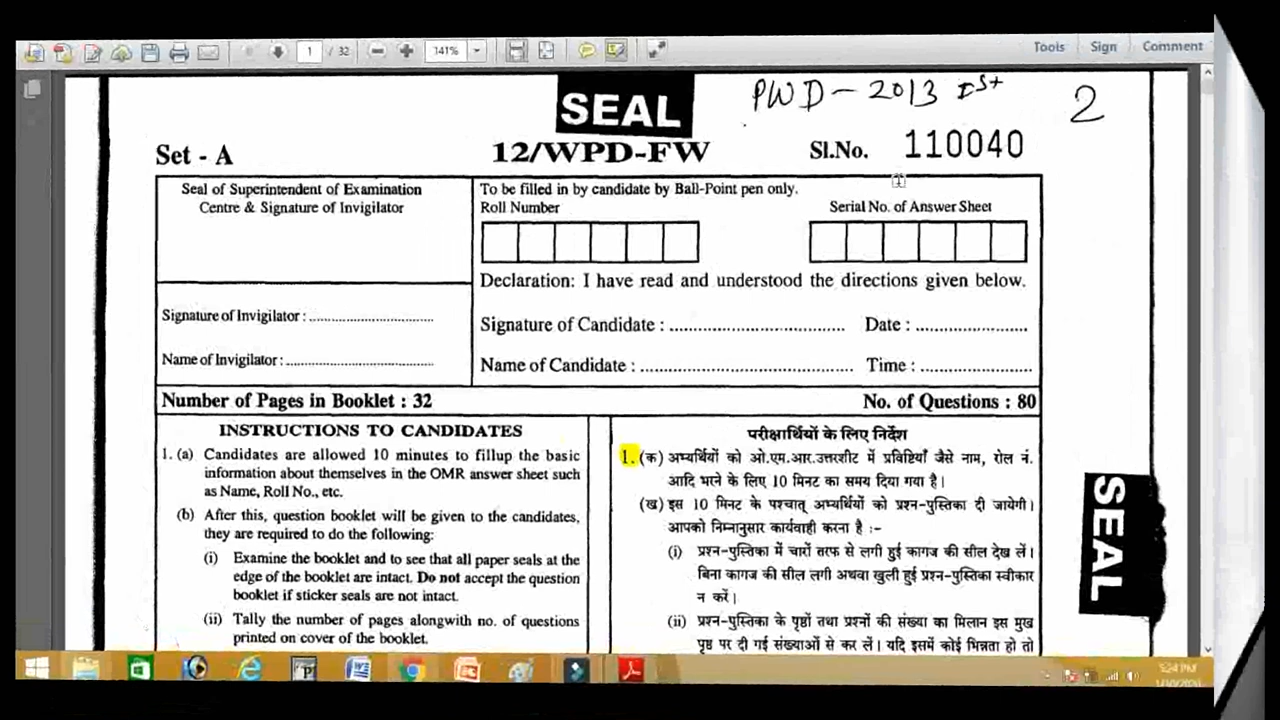 Tools Sign Comment
1 / 32 141%
PWD - 2013 Ist 2
SEAL
Set - A 12/WPD-FW Sl.No. 110040
Seal of Superintendent of Examination
Centre & Signature of Invigilator
To be filled in by candidate by Ball-Point pen only.
Roll Number Serial No. of Answer Sheet
Declaration: I have read and understood the directions given below.
Signature of Invigilator : ................................
Name of Invigilator : ......................................
Signature of Candidate : .................................... Date : .......................
Name of Candidate : ............................................ Time : .......................
Number of Pages in Booklet : 32 No. of Questions : 80
INSTRUCTIONS TO CANDIDATES
1. (a) Candidates are allowed 10 minutes to fillup the basic
information about themselves in the OMR answer sheet such
as Name, Roll No., etc.
(b) After this, question booklet will be given to the candidates,
they are required to do the following:
(i) Examine the booklet and to see that all paper seals at the
edge of the booklet are intact. Do not accept the question
booklet if sticker seals are not intact.
(ii) Tally the number of pages alongwith no. of questions
printed on cover of the booklet.
परीक्षार्थियों के लिए निर्देश
1. (क) अभ्यर्थियों को ओ.एम.आर.उत्तरशीट में प्रविष्टियाँ जैसे नाम, रोल नं.
आदि भरने के लिए 10 मिनट का समय दिया गया है।
(ख) इस 10 मिनट के पश्चात् अभ्यर्थियों को प्रश्न-पुस्तिका दी जायेगी।
आपको निम्नानुसार कार्यवाही करना है :-
(i) प्रश्न-पुस्तिका में चारों तरफ से लगी हुई कागज की सील देख लें।
बिना कागज की सील लगी अथवा खुली हुई प्रश्न-पुस्तिका स्वीकार
न करें।
(ii) प्रश्न-पुस्तिका के पृष्ठों तथा प्रश्नों की संख्या का मिलान इस मुख
पृष्ठ पर दी गई संख्याओं से कर लें। यदि इसमें कोई भिन्नता हो तो
SEAL
5:24 PM